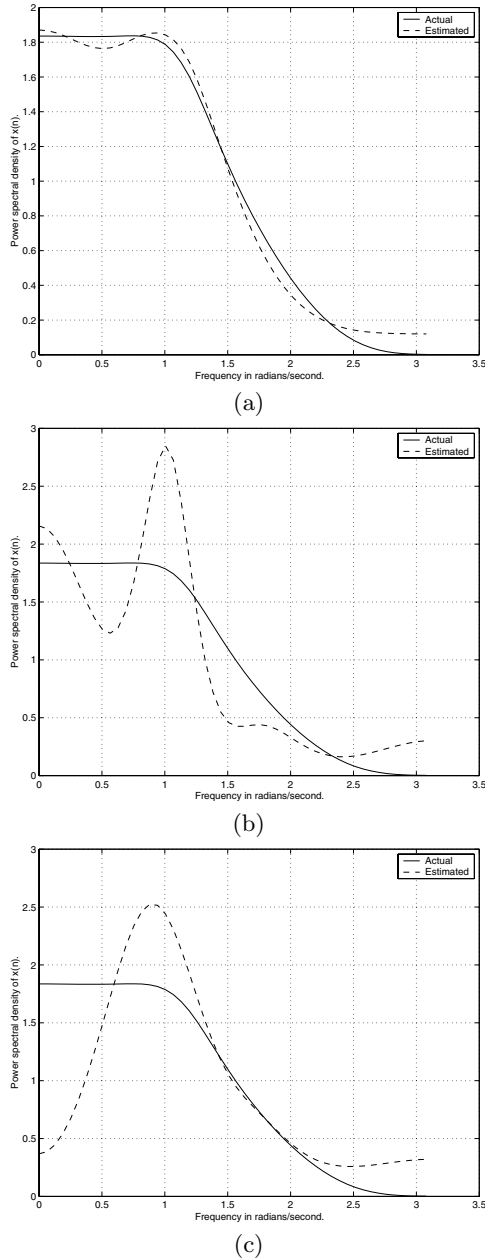 2
1.8
1.6
1.4
1.2
1
0.8
0.6
0.4
0.2
0
Power spectral density of x(n).
Actual
Estimated
0 0.5 1 1.5 2 2.5 3 3.5
Frequency in radians/second.
(a)
3
2.5
2
1.5
1
0.5
0
Power spectral density of x(n).
Actual
Estimated
0 0.5 1 1.5 2 2.5 3 3.5
Frequency in radians/second.
(b)
3
2.5
2
1.5
1
0.5
0
Power spectral density of x(n).
Actual
Estimated
0 0.5 1 1.5 2 2.5 3 3.5
Frequency in radians/second.
(c)